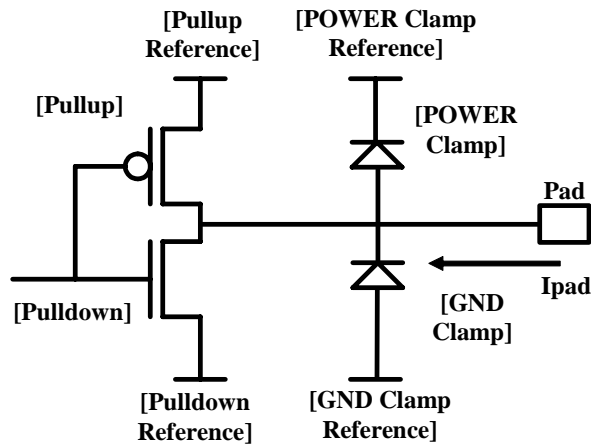 [Pullup
Reference]
[POWER Clamp
Reference]
[Pullup]
[POWER
Clamp]
Pad
Ipad
[Pulldown]
[GND
Clamp]
[Pulldown
Reference]
[GND Clamp
Reference]